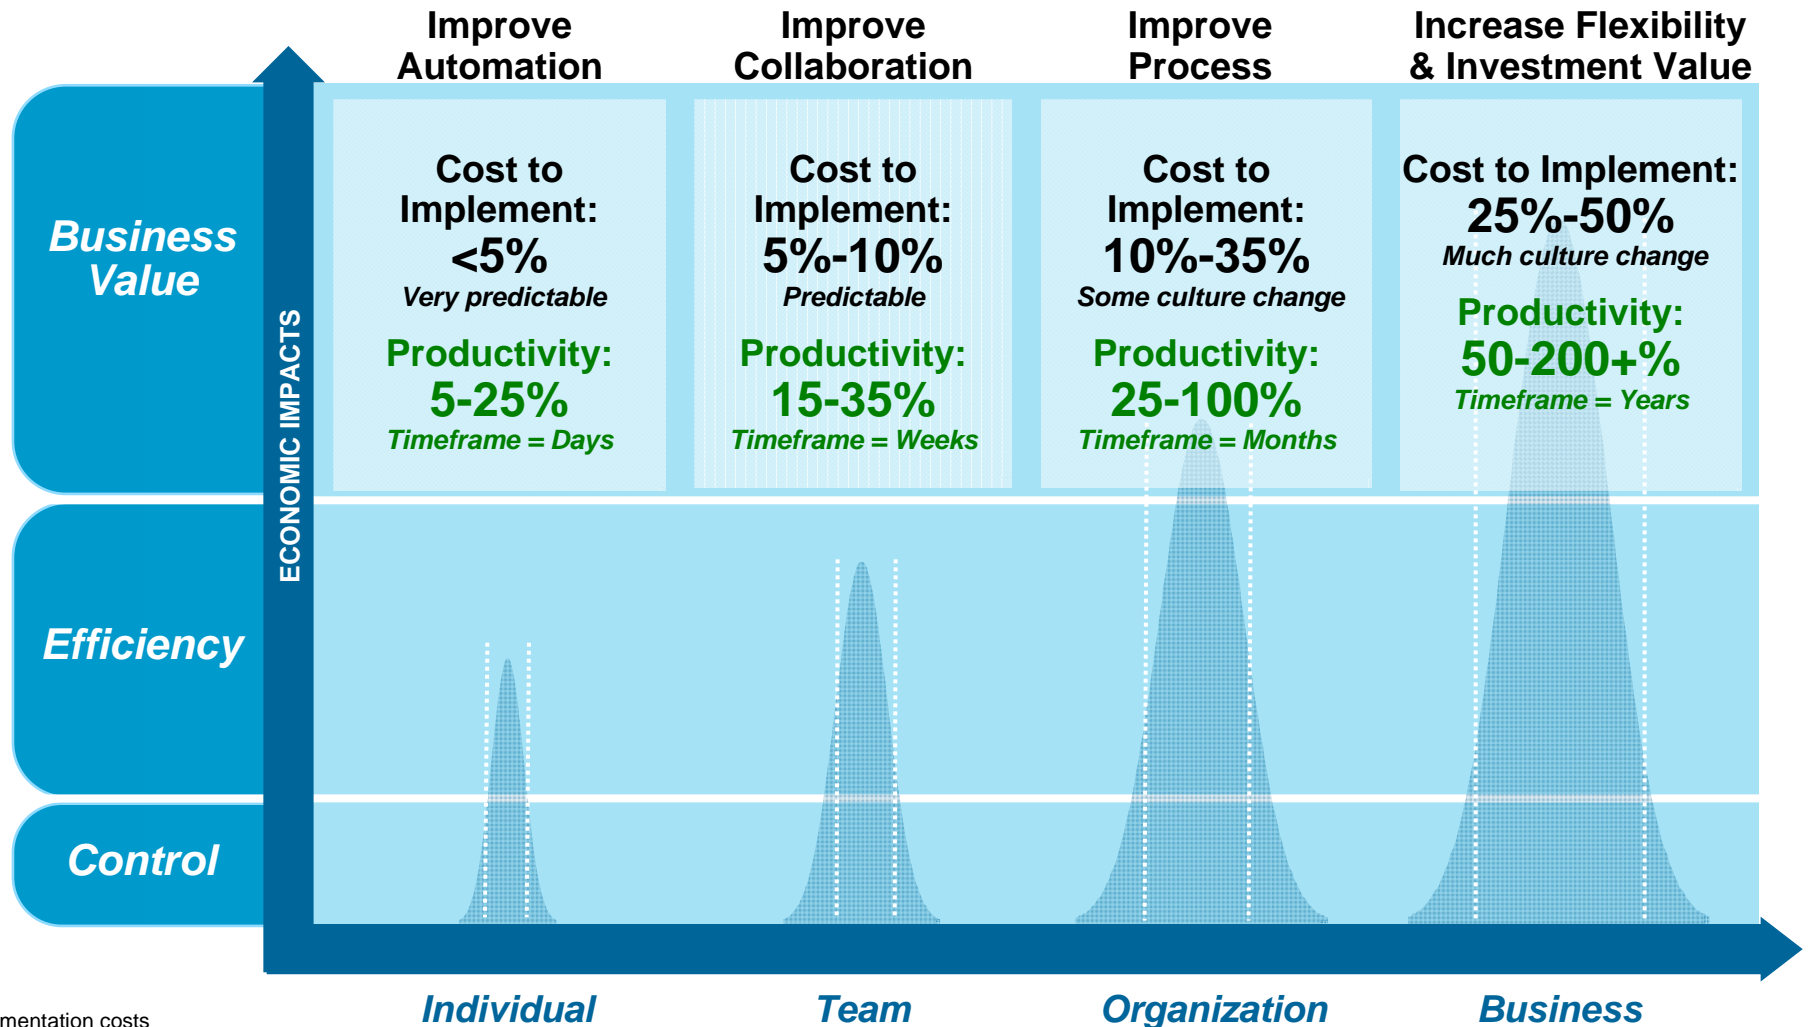 Improve
Automation
Improve
Collaboration
Improve
Process
Increase Flexibility
& Investment Value
Business
Value
Efficiency
Control
ECONOMIC IMPACTS
Cost to
Implement:
<5%
Very predictable
Productivity:
5-25%
Timeframe = Days
Cost to
Implement:
5%-10%
Predictable
Productivity:
15-35%
Timeframe = Weeks
Cost to
Implement:
10%-35%
Some culture change
Productivity:
25-100%
Timeframe = Months
Cost to Implement:
25%-50%
Much culture change
Productivity:
50-200+%
Timeframe = Years
Individual
Team
Organization
Business
costs